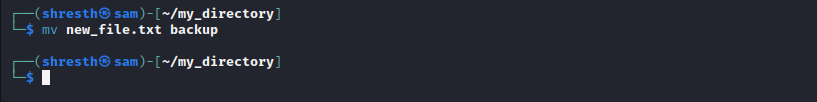 ┌──(shresth㉿sam)-[~/my_directory]
└─$ mv new_file.txt backup
┌──(shresth㉿sam)-[~/my_directory]
└─$